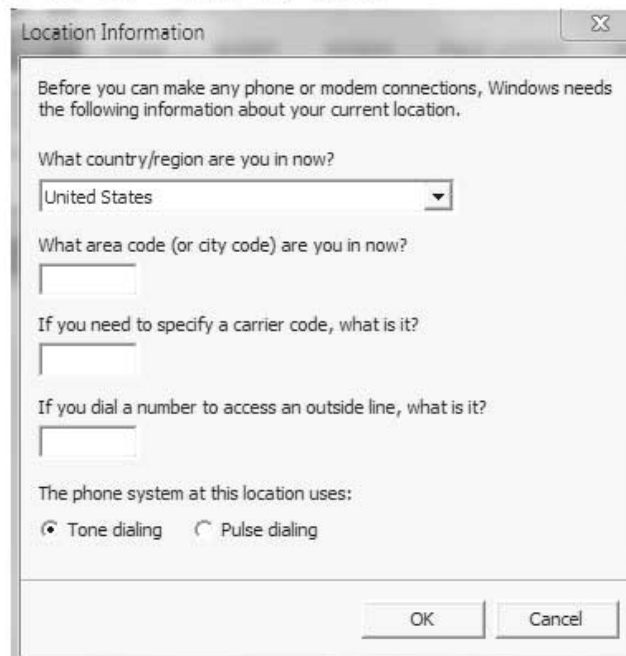 Location Information
Before you can make any phone or modem connections, Windows needs
the following information about your current location.
What country/region are you in now?
United States
What area code (or city code) are you in now?
If you need to specify a carrier code, what is it?
If you dial a number to access an outside line, what is it?
The phone system at this location uses:
Tone dialing Pulse dialing
OK Cancel